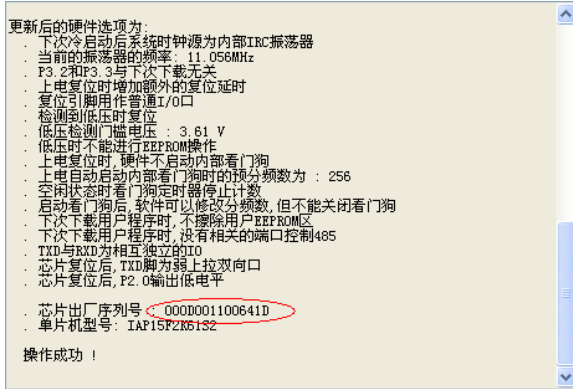 更新后的硬件选项为:
. 下次冷启动后系统时钟源为内部IRC振荡器
. 当前的振荡器的频率: 11.056MHz
. P3.2和P3.3与下次下载无关
. 上电复位时增加额外的复位延时
. 复位引脚用作普通I/O口
. 检测到低压时复位
. 低压检测门槛电压 : 3.61 V
. 低压时不能进行EEPROM操作
. 上电复位时,硬件不启动内部看门狗
. 上电自动启动内部看门狗时的预分频数为 : 256
. 空闲状态时看门狗定时器停止计数
. 启动看门狗后,软件可以修改分频数,但不能关闭看门狗
. 下次下载用户程序时,不擦除用户EEPROM区
. 下次下载用户程序时,没有相关的端口控制485
. TXD与RXD为相互独立的IO
. 芯片复位后,TXD脚为弱上拉双向口
. 芯片复位后,P2.0输出低电平
. 芯片出厂序列号 : 000D001100641D
. 单片机型号: IAP15F2K61S2
操作成功 !